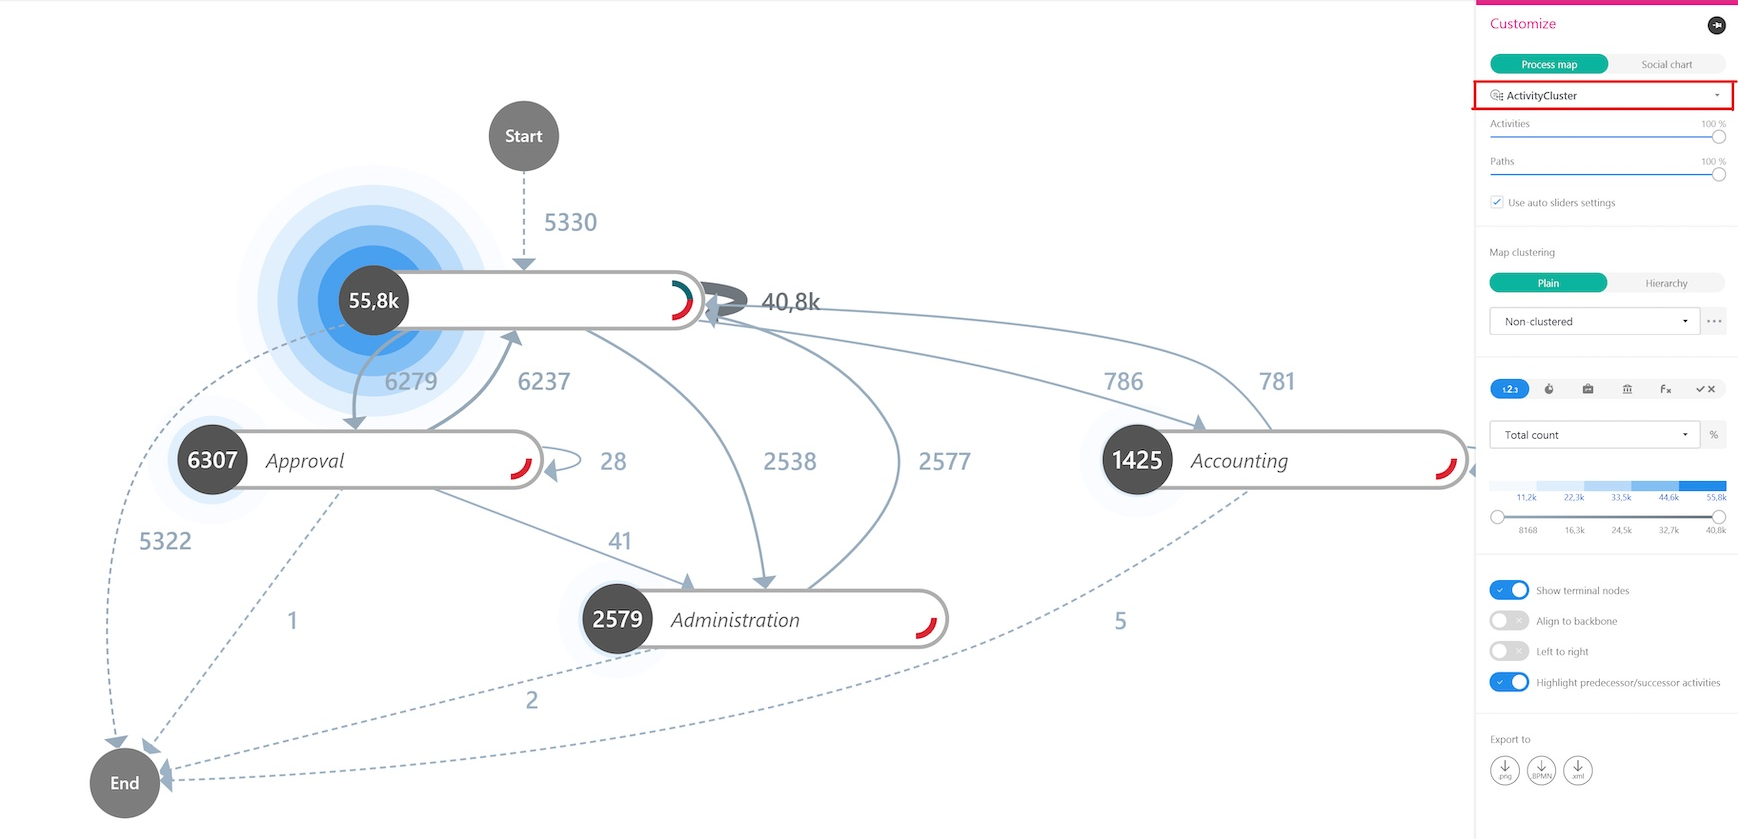 Start
5330
55,8k
40,8k
6279
6237
786
781
6307
Approval
28
2538
2577
1425
Accounting
5322
41
1
2579
Administration
5
2
End
Customize
Process map
Social chart
ActivityCluster
Activities
100 %
Paths
100 %
Use auto sliders settings
Map clustering
Plain
Hierarchy
Non-clustered
...
1.2.3
Fx
Total count
%
11,2k 22,3k 33,5k 44,6k 55,8k
8168 16,3k 24,5k 32,7k 40,8k
Show terminal nodes
Align to backbone
Left to right
Highlight predecessor/successor activities
Export to
.png
BPMN
.xml